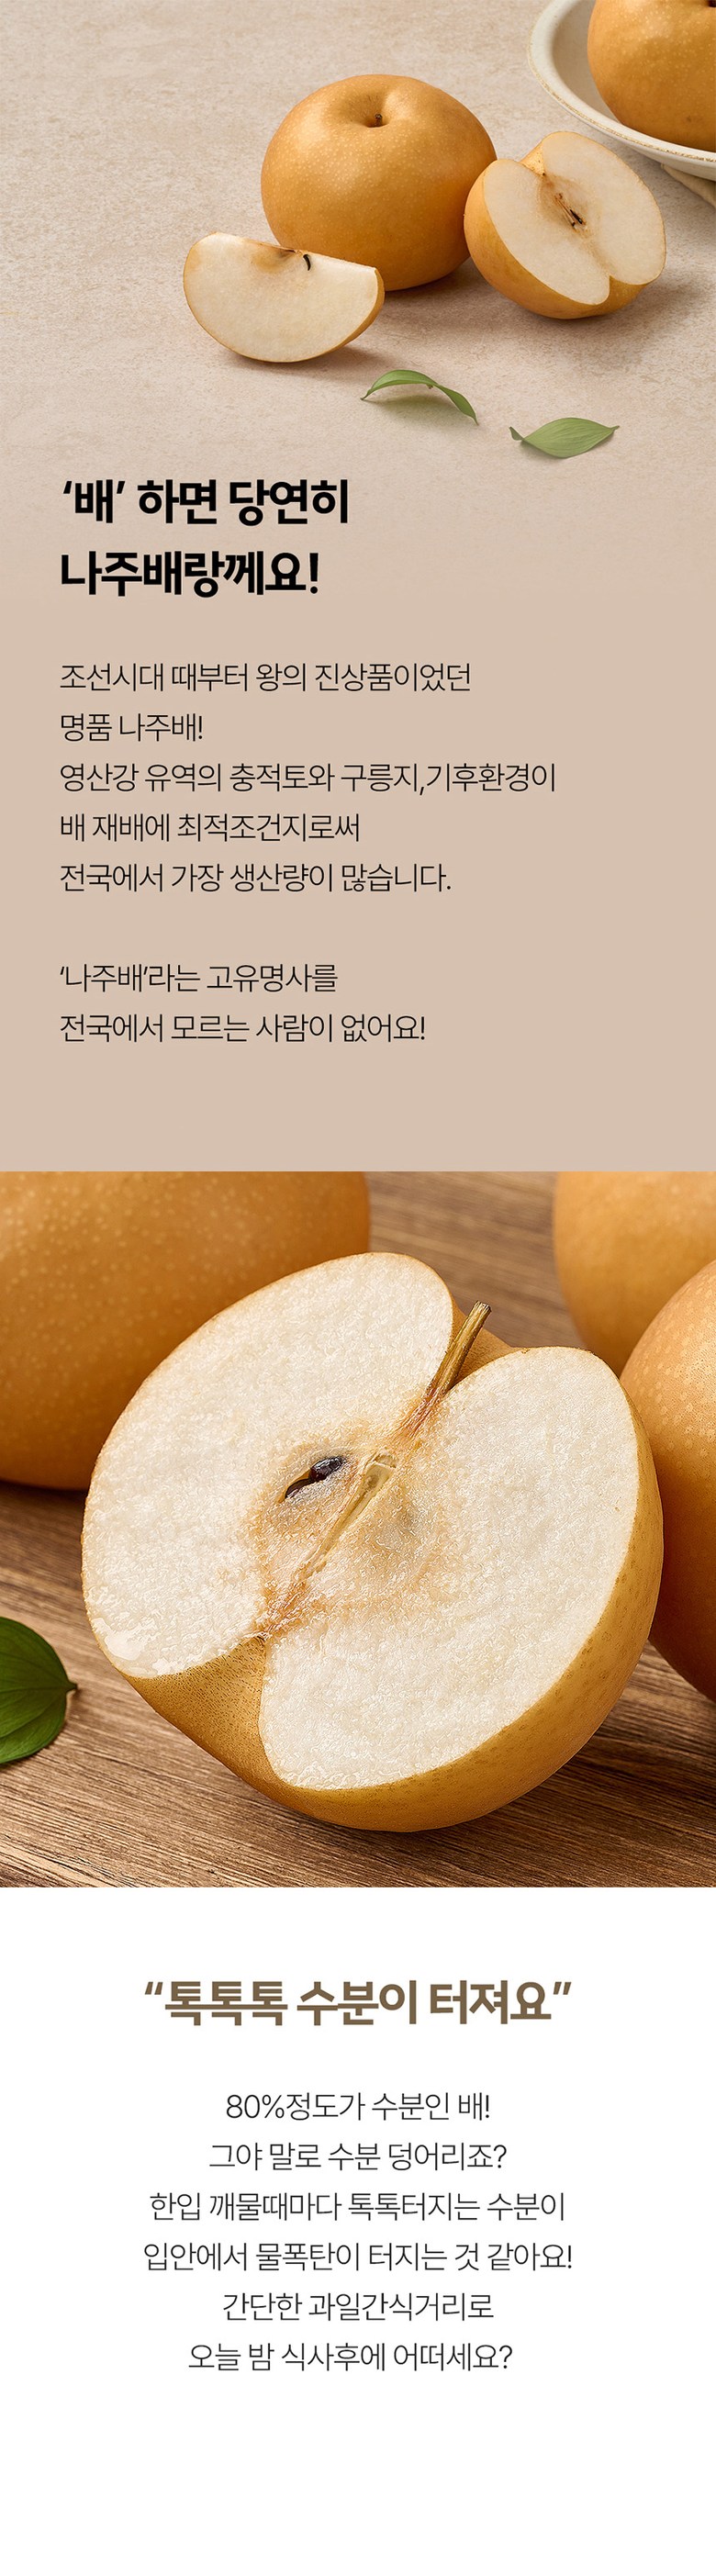 ‘배’ 하면 당연히
나주배랑께요!
조선시대 때부터 왕의 진상품이었던
명품 나주배!
영산강 유역의 충적토와 구릉지,기후환경이
배 재배에 최적조건지로써
전국에서 가장 생산량이 많습니다.
‘나주배’라는 고유명사를
전국에서 모르는 사람이 없어요!
“톡톡톡 수분이 터져요”
80%정도가 수분인 배!
그야 말로 수분 덩어리죠?
한입 깨물때마다 톡톡터지는 수분이
입안에서 물폭탄이 터지는 것 같아요!
간단한 과일간식거리로
오늘 밤 식사후에 어떠세요?